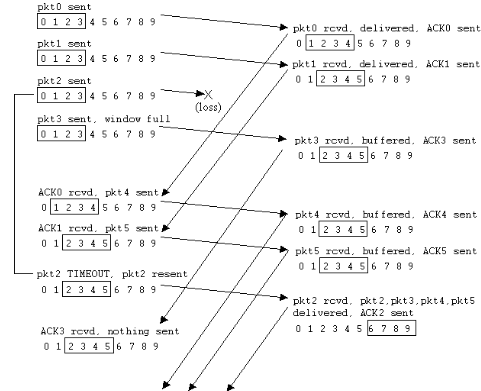 pkt0 sent
0 1 2 3 4 5 6 7 8 9
pkt1 sent
0 1 2 3 4 5 6 7 8 9
pkt2 sent
0 1 2 3 4 5 6 7 8 9
X
(loss)
pkt3 sent, window full
0 1 2 3 4 5 6 7 8 9
ACK0 rcvd, pkt4 sent
0 1 2 3 4 5 6 7 8 9
ACK1 rcvd, pkt5 sent
0 1 2 3 4 5 6 7 8 9
pkt2 TIMEOUT, pkt2 resent
0 1 2 3 4 5 6 7 8 9
ACK3 rcvd, nothing sent
0 1 2 3 4 5 6 7 8 9
pkt0 rcvd, delivered, ACK0 sent
0 1 2 3 4 5 6 7 8 9
pkt1 rcvd, delivered, ACK1 sent
0 1 2 3 4 5 6 7 8 9
pkt3 rcvd, buffered, ACK3 sent
0 1 2 3 4 5 6 7 8 9
pkt4 rcvd, buffered, ACK4 sent
0 1 2 3 4 5 6 7 8 9
pkt5 rcvd, buffered, ACK5 sent
0 1 2 3 4 5 6 7 8 9
pkt2 rcvd, pkt2,pkt3,pkt4,pkt5
delivered, ACK2 sent
0 1 2 3 4 5 6 7 8 9